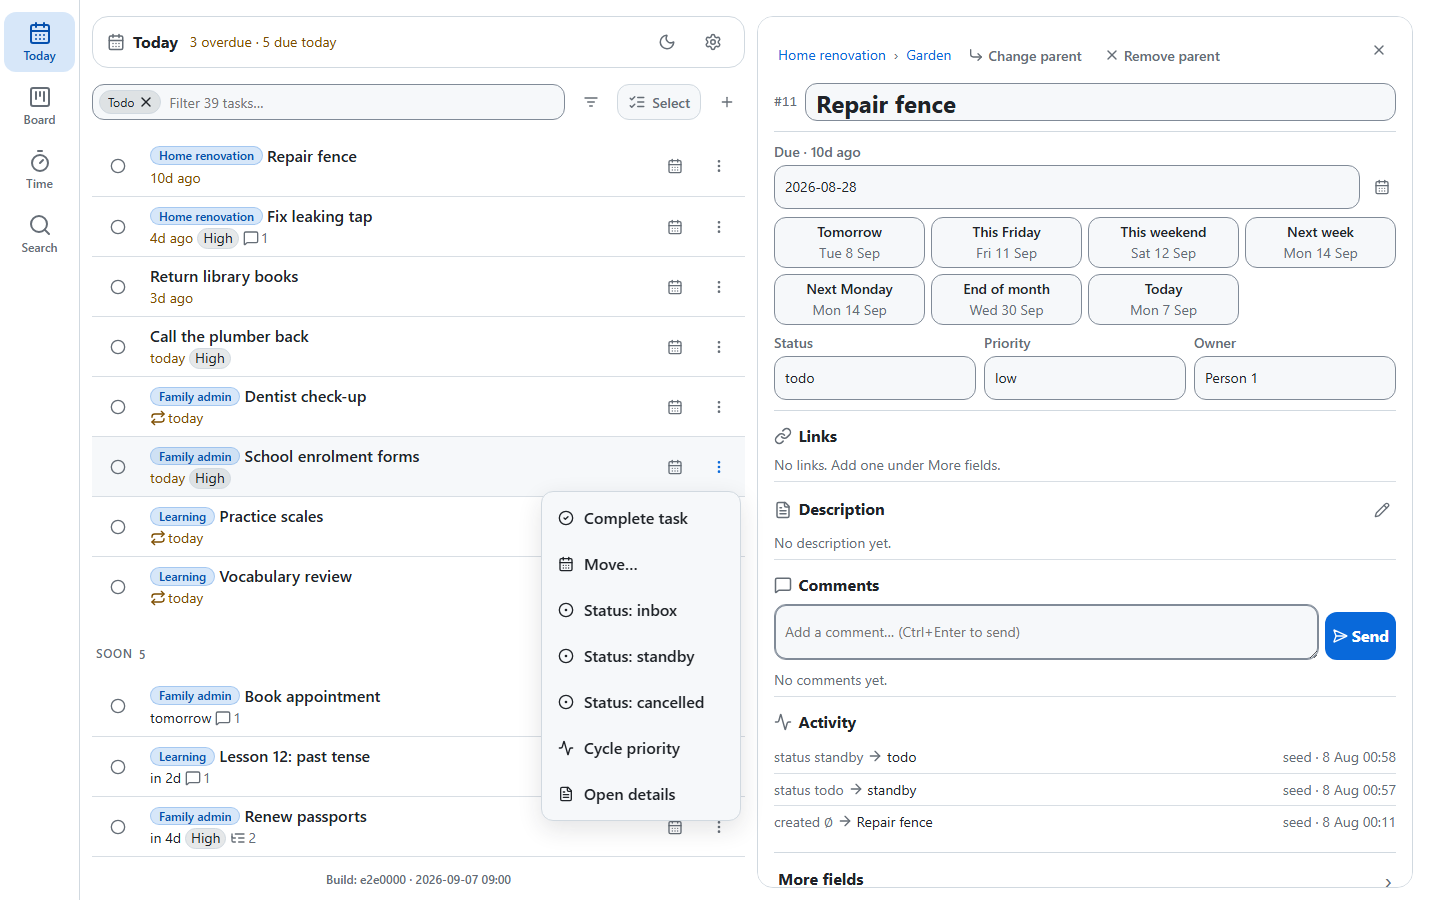 Today
Board
Time
Search
Today 3 overdue · 5 due today
Todo Filter 39 tasks... Select
Home renovation Repair fence
10d ago
Home renovation Fix leaking tap
4d ago High 1
Return library books
3d ago
Call the plumber back
today High
Family admin Dentist check-up
today
Family admin School enrolment forms
today High
Learning Practice scales
today
Learning Vocabulary review
today
SOON 5
Family admin Book appointment
tomorrow 1
Learning Lesson 12: past tense
in 2d 1
Family admin Renew passports
in 4d High 2
Build: e2e0000 · 2026-09-07 09:00
Complete task
Move...
Status: inbox
Status: standby
Status: cancelled
Cycle priority
Open details
Home renovation › Garden Change parent Remove parent
#11 Repair fence
Due · 10d ago
2026-08-28
Tomorrow This Friday This weekend Next week
Tue 8 Sep Fri 11 Sep Sat 12 Sep Mon 14 Sep
Next Monday End of month Today
Mon 14 Sep Wed 30 Sep Mon 7 Sep
Status Priority Owner
todo low Person 1
Links
No links. Add one under More fields.
Description
No description yet.
Comments
Add a comment... (Ctrl+Enter to send) Send
No comments yet.
Activity
status standby → todo seed · 8 Aug 00:58
status todo → standby seed · 8 Aug 00:57
created ∅ → Repair fence seed · 8 Aug 00:11
More fields